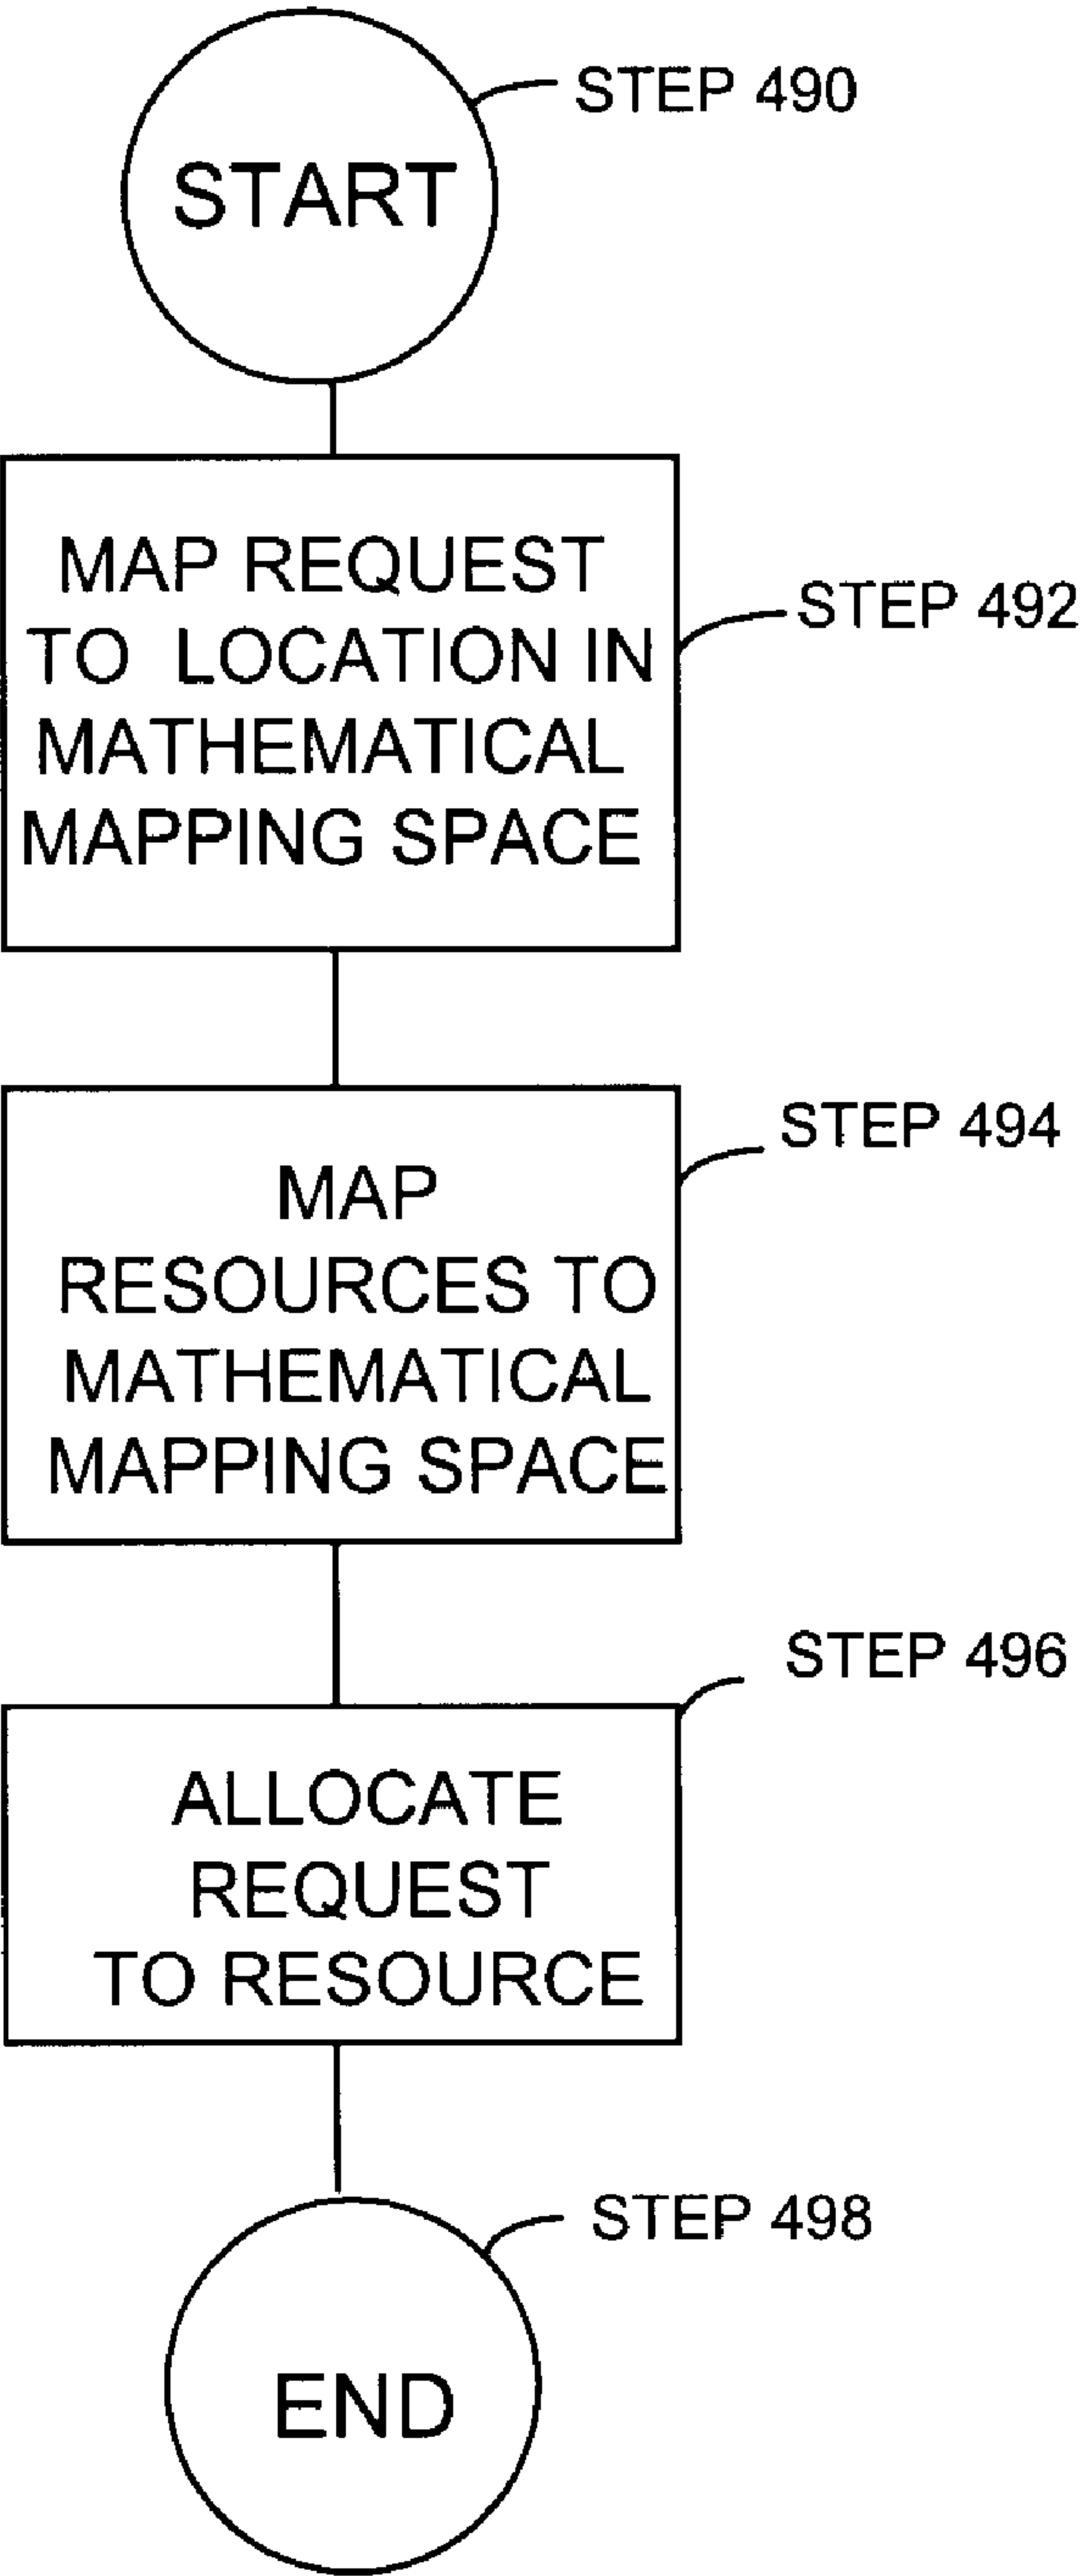 STEP 490
START
MAP REQUEST
TO LOCATION IN
MATHEMATICAL
MAPPING SPACE
STEP 492
MAP
RESOURCES TO
MATHEMATICAL
MAPPING SPACE
STEP 494
ALLOCATE
REQUEST
TO RESOURCE
STEP 496
END
STEP 498